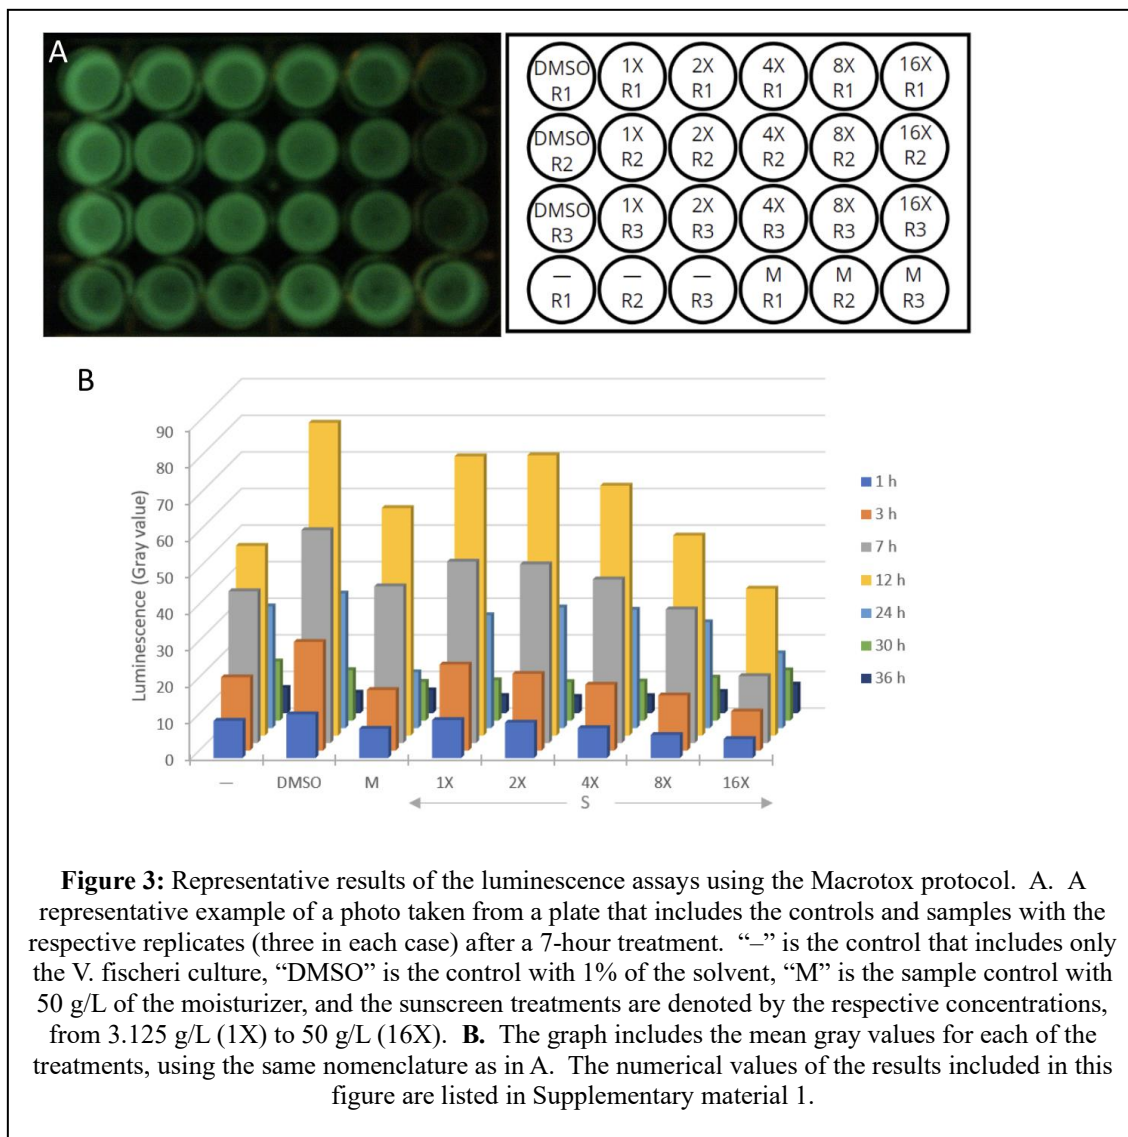 A
DMSO 1X 2X 4X 8X 16X
R1 R1 R1 R1 R1 R1
DMSO 1X 2X 4X 8X 16X
R2 R2 R2 R2 R2 R2
DMSO 1X 2X 4X 8X 16X
R3 R3 R3 R3 R3 R3
— — — M M M
R1 R2 R3 R1 R2 R3
B
90
80
70
60
50
40
30
20
10
0
Luminescence (Gray value)
— DMSO M 1X 2X 4X 8X 16X
S
1 h
3 h
7 h
12 h
24 h
30 h
36 h
Figure 3: Representative results of the luminescence assays using the Macrotox protocol. A. A
representative example of a photo taken from a plate that includes the controls and samples with the
respective replicates (three in each case) after a 7-hour treatment. “–” is the control that includes only
the V. fischeri culture, “DMSO” is the control with 1% of the solvent, “M” is the sample control with
50 g/L of the moisturizer, and the sunscreen treatments are denoted by the respective concentrations,
from 3.125 g/L (1X) to 50 g/L (16X). B. The graph includes the mean gray values for each of the
treatments, using the same nomenclature as in A. The numerical values of the results included in this
figure are listed in Supplementary material 1.